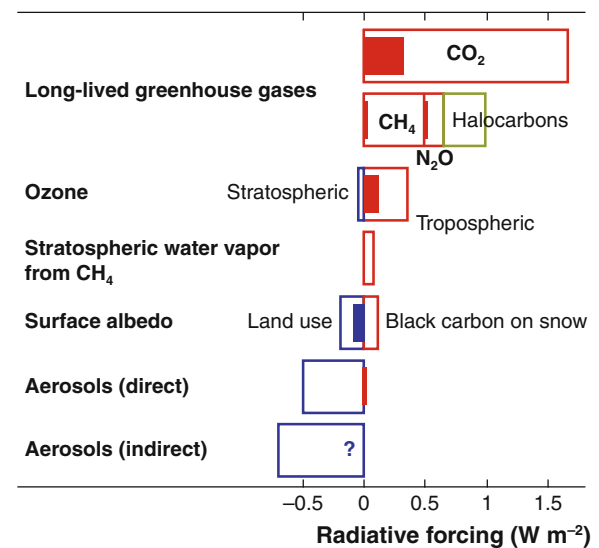 CO₂
Long-lived greenhouse gases
CH₄ Halocarbons
N₂O
Ozone Stratospheric
Tropospheric
Stratospheric water vapor
from CH₄
Surface albedo Land use Black carbon on snow
Aerosols (direct)
Aerosols (indirect) ?
–0.5 0 0.5 1 1.5
Radiative forcing (W m⁻²)